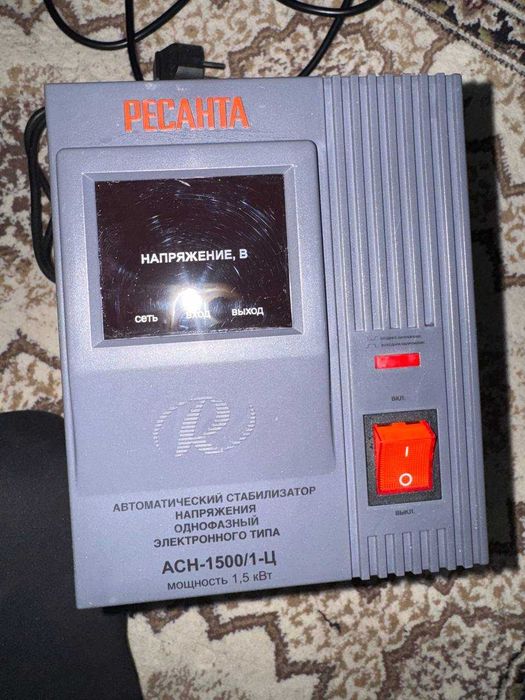 РЕСАНТА
НАПРЯЖЕНИЕ, В
сеть вход выход
ВКЛ.
ВЫКЛ.
АВТОМАТИЧЕСКИЙ СТАБИЛИЗАТОР
НАПРЯЖЕНИЯ
ОДНОФАЗНЫЙ
ЭЛЕКТРОННОГО ТИПА
АСН-1500/1-Ц
мощность 1,5 кВт